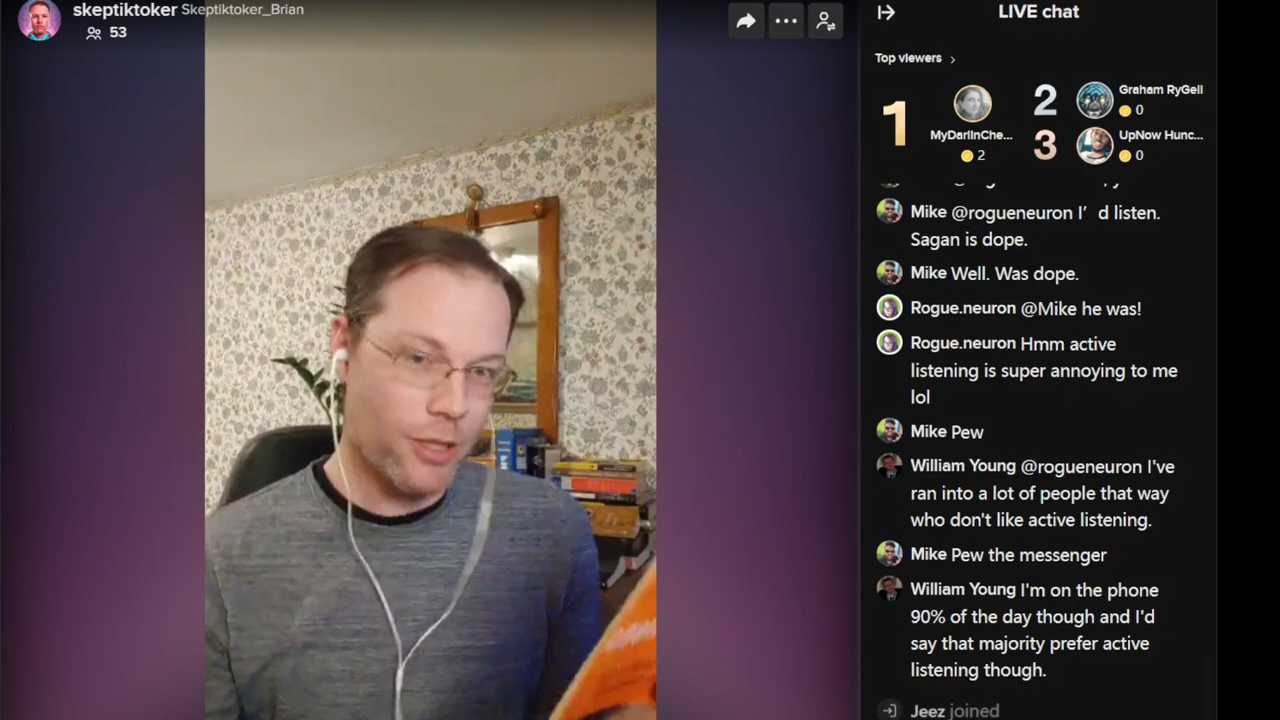 skeptiktoker Skeptiktoker_Brian
53
LIVE chat
Top viewers
1
MyDarlinChe...
2
2
Graham RyGell
0
3
UpNow Hunc...
0
Mike @rogueneuron I’d listen.
Sagan is dope.
Mike Well. Was dope.
Rogue.neuron @Mike he was!
Rogue.neuron Hmm active
listening is super annoying to me
lol
Mike Pew
William Young @rogueneuron I've
ran into a lot of people that way
who don't like active listening.
Mike Pew the messenger
William Young I'm on the phone
90% of the day though and I'd
say that majority prefer active
listening though.
Jeez joined